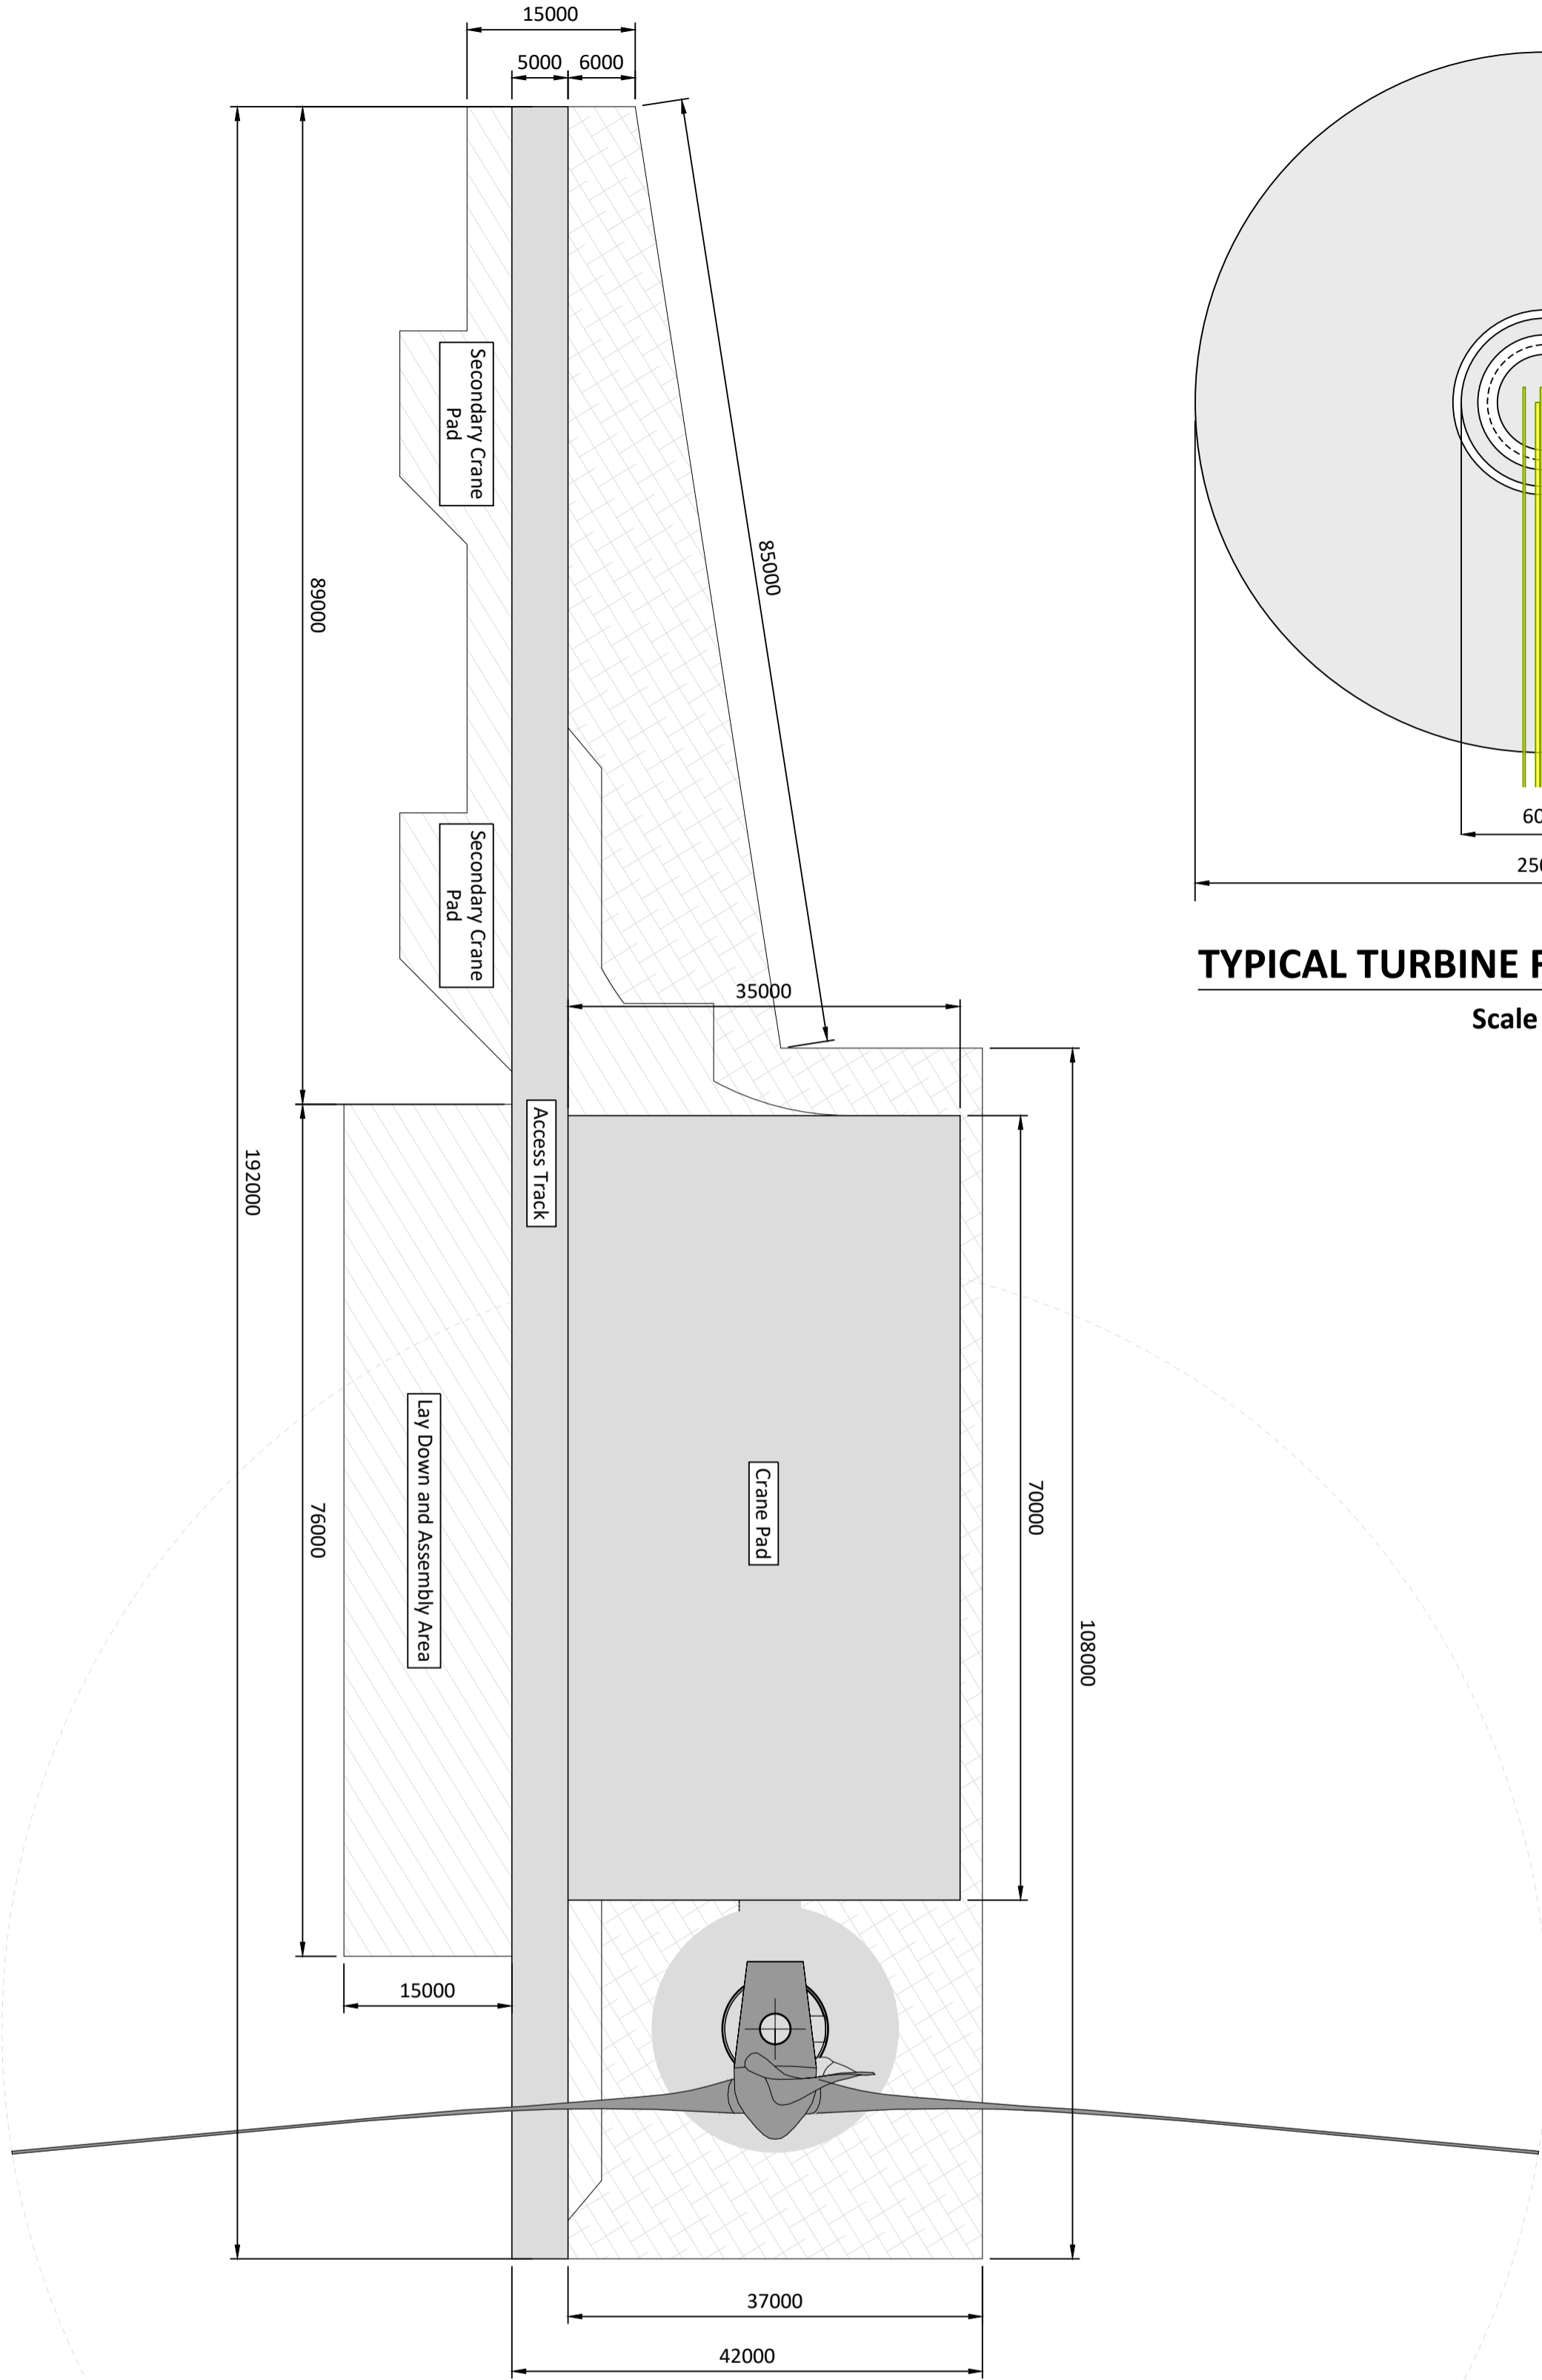 15000
5000
6000
Secondary Crane
Pad
85000
89000
Secondary Crane
Pad
35000
TYPICAL TURBINE
Scale
Access Track
192000
70000
Crane Pad
Lay Down and Assembly Area
76000
108000
15000
37000
42000